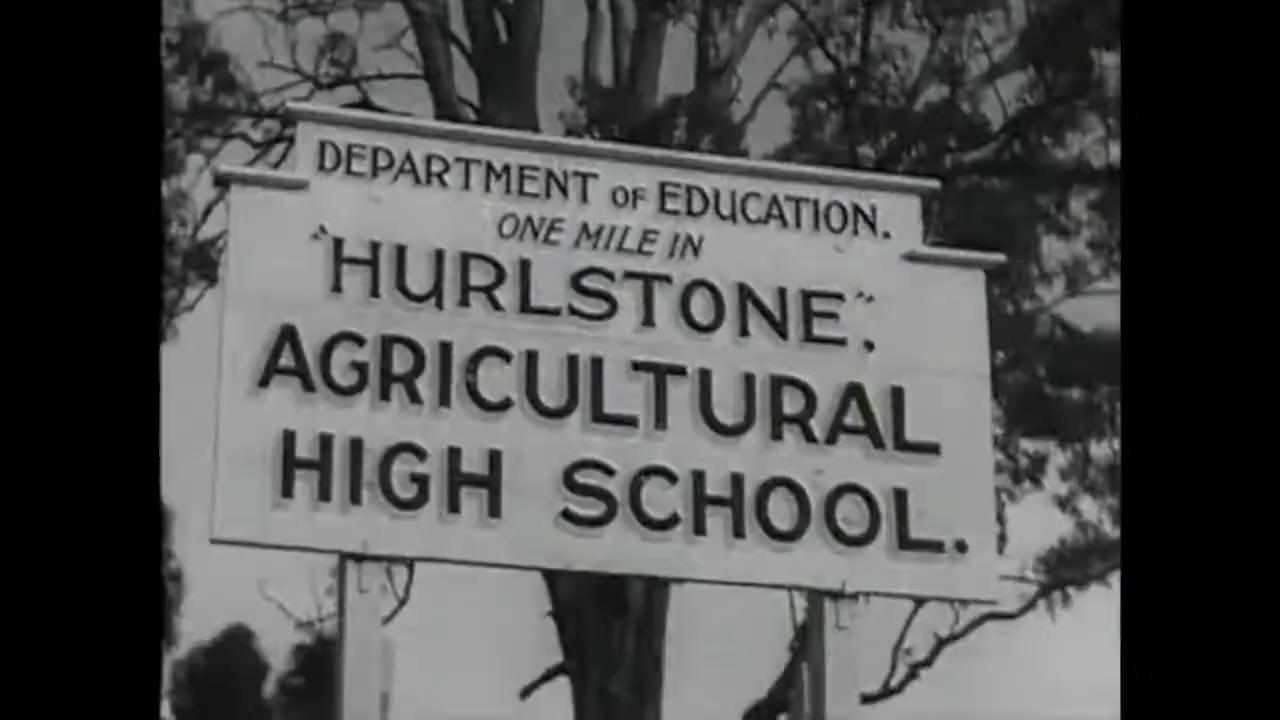 DEPARTMENT OF EDUCATION.
ONE MILE IN
"HURLSTONE".
AGRICULTURAL
HIGH SCHOOL.